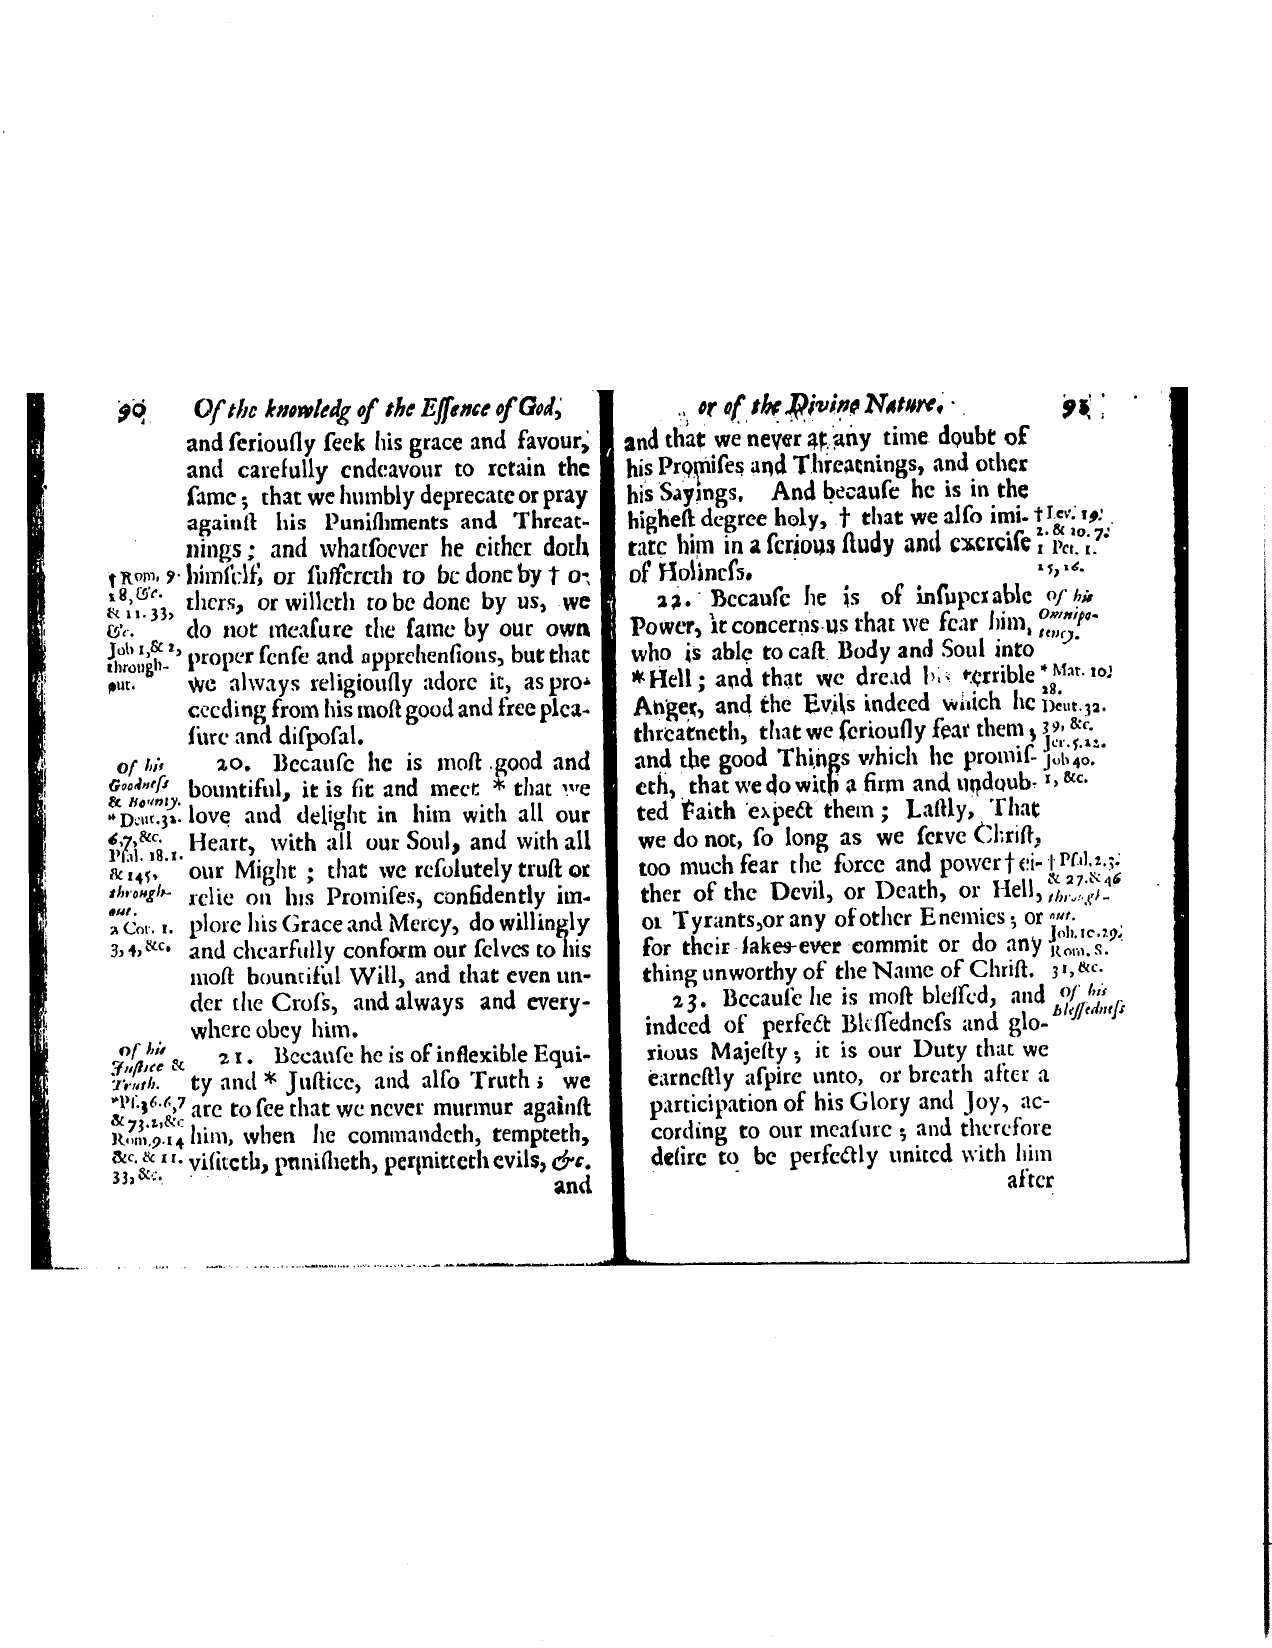 90 Of the knowledg of the Eſſence of God,
and ſeriouſly ſeek his grace and favour,
and carefully endeavour to retain the
ſame; that we humbly deprecate or pray
againſt his Puniſhments and Threat-
nings; and whatſoever he either doth
himſelf, or ſuffereth to be done by † o-
thers, or willeth to be done by us, we
do not meaſure the ſame by our own
proper ſenſe and apprehenſions, but that
we always religiouſly adore it, as pro-
ceeding from his moſt good and free plea-
ſure and diſpoſal.
† Rom. 9.
18, &c.
& 11. 33,
&c.
Job 1, & 2,
through-
out.
20. Becauſe he is moſt good and
bountiful, it is fit and meet * that we
love and delight in him with all our
Heart, with all our Soul, and with all
our Might; that we reſolutely truſt or
relie on his Promiſes, confidently im-
plore his Grace and Mercy, do willingly
and chearfully conform our ſelves to his
moſt bountiful Will, and that even un-
der the Croſs, and always and every-
where obey him.
of his
Goodneſs
& Bounty.
* Deut. 32.
6,7, &c.
Pſal. 18.1.
& 145,
through-
out.
2 Cor. 1.
3, 4, &c.
21. Becauſe he is of inflexible Equi-
ty and * Juſtice, and alſo Truth; we
are to ſee that we never murmur againſt
him, when he commandeth, tempteth,
viſiteth, puniſheth, permitteth evils, &c.
and
of his
Juſtice &
Truth.
*Pſ.36.6,7
& 73.2,&c
Rom.9.14
&c. & 11.
33, &c.
or of the Divine Nature. 91
and that we never at any time doubt of
his Promiſes and Threatnings, and other
his Sayings. And becauſe he is in the
higheſt degree holy, † that we alſo imi-
tate him in a ſerious ſtudy and exerciſe
of Holineſs.
† Lev. 19.
2. & 20. 7.
1 Pet. 1.
15, 16.
22. Becauſe he is of inſuperable
Power, it concerns us that we fear him,
who is able to caſt Body and Soul into
* Hell; and that we dread his terrible
Anger, and the Evils indeed which he
threatneth, that we ſeriouſly fear them;
and the good Things which he promiſ-
eth, that we do with a firm and undoub-
ted Faith expect them; Laſtly, That
we do not, ſo long as we ſerve Chriſt,
too much fear the force and power † ei-
ther of the Devil, or Death, or Hell,
or Tyrants, or any of other Enemies; or
for their ſakes ever commit or do any
thing unworthy of the Name of Chriſt.
of his
Omnipo-
tency.
* Mat. 10.
28.
Deut. 32.
39, &c.
Jer. 5.22.
Job 40.
1, &c.
† Pſal. 2.3.
& 27. & 46
through-
out.
Joh. 10.29.
Rom. 8.
31, &c.
23. Becauſe he is moſt bleſſed, and
indeed of perfect Bleſſedneſs and glo-
rious Majeſty; it is our Duty that we
earneſtly aſpire unto, or breath after a
participation of his Glory and Joy, ac-
cording to our meaſure; and therefore
deſire to be perfectly united with him
after
Of his
bleſſedneſs